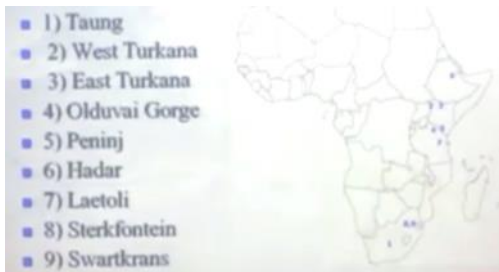 1) Taung
2) West Turkana
3) East Turkana
4) Olduvai Gorge
5) Peninj
6) Hadar
7) Laetoli
8) Sterkfontein
9) Swartkrans